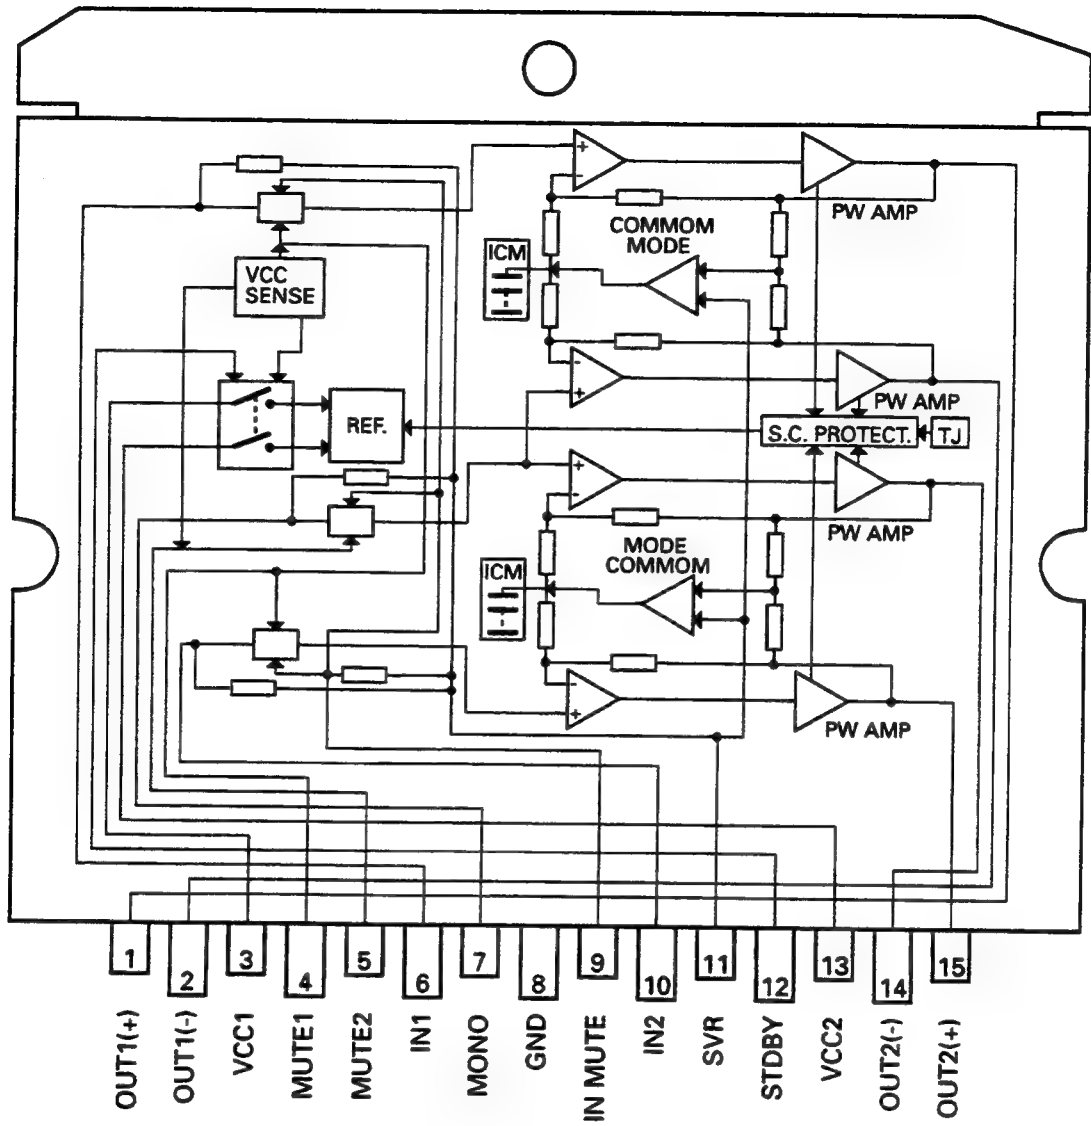 +
-
PW AMP
COMMOM
MODE
ICM
VCC
SENSE
-
+
PW AMP
REF.
S.C. PROTECT.
TJ
+
-
PW AMP
MODE
COMMOM
ICM
-
+
PW AMP
1
2
3
4
5
6
7
8
9
10
11
12
13
14
15
OUT1(+)
OUT1(-)
VCC1
MUTE1
MUTE2
IN1
MONO
GND
IN MUTE
IN2
SVR
STDBY
VCC2
OUT2(-)
OUT2(+)